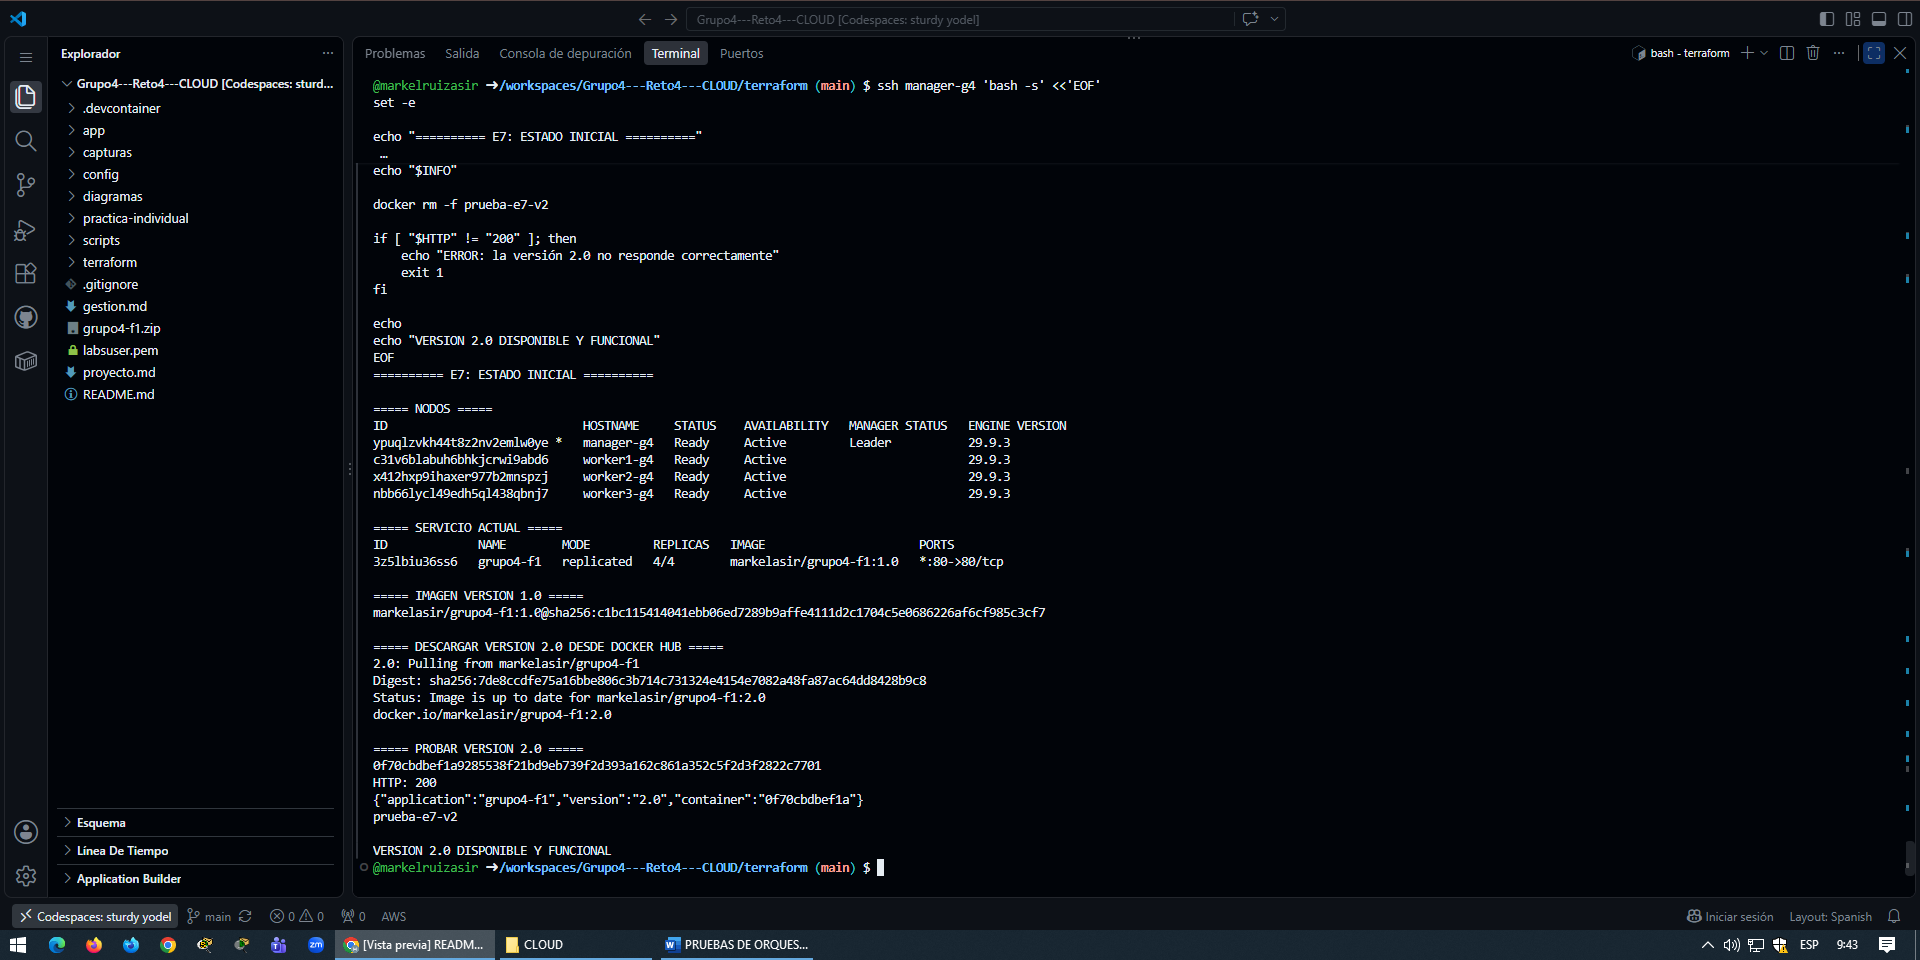 Grupo4---Reto4---CLOUD [Codespaces: sturdy yodel]
Explorador
Grupo4---Reto4---CLOUD [Codespaces: sturd...
.devcontainer
app
capturas
config
diagramas
practica-individual
scripts
terraform
.gitignore
gestion.md
grupo4-f1.zip
labsuser.pem
proyecto.md
README.md
Esquema
Línea De Tiempo
Application Builder
Problemas Salida Consola de depuración Terminal Puertos
bash - terraform
@markelruizasir ➜/workspaces/Grupo4---Reto4---CLOUD/terraform (main) $ ssh manager-g4 'bash -s' <<'EOF'
set -e
echo "========== E7: ESTADO INICIAL =========="
…
echo "$INFO"
docker rm -f prueba-e7-v2
if [ "$HTTP" != "200" ]; then
echo "ERROR: la versión 2.0 no responde correctamente"
exit 1
fi
echo
echo "VERSION 2.0 DISPONIBLE Y FUNCIONAL"
EOF
========== E7: ESTADO INICIAL ==========
===== NODOS =====
ID HOSTNAME STATUS AVAILABILITY MANAGER STATUS ENGINE VERSION
ypuqlzvkh44t8z2nv2emlw0ye * manager-g4 Ready Active Leader 29.9.3
c31v6blabuh6bhkjcrwi9abd6 worker1-g4 Ready Active 29.9.3
x412hxp9ihaxer977b2mnspzj worker2-g4 Ready Active 29.9.3
nbb66lycl49edh5ql438qbnj7 worker3-g4 Ready Active 29.9.3
===== SERVICIO ACTUAL =====
ID NAME MODE REPLICAS IMAGE PORTS
3z5lbiu36ss6 grupo4-f1 replicated 4/4 markelasir/grupo4-f1:1.0 *:80->80/tcp
===== IMAGEN VERSION 1.0 =====
markelasir/grupo4-f1:1.0@sha256:c1bc115414041ebb06ed7289b9affe4111d2c1704c5e0686226af6cf985c3cf7
===== DESCARGAR VERSION 2.0 DESDE DOCKER HUB =====
2.0: Pulling from markelasir/grupo4-f1
Digest: sha256:7de8ccdfe75a16bbe806c3b714c731324e4154e7082a48fa87ac64dd8428b9c8
Status: Image is up to date for markelasir/grupo4-f1:2.0
docker.io/markelasir/grupo4-f1:2.0
===== PROBAR VERSION 2.0 =====
0f70cbdbef1a9285538f21bd9eb739f2d393a162c861a352c5f2d3f2822c7701
HTTP: 200
{"application":"grupo4-f1","version":"2.0","container":"0f70cbdbef1a"}
prueba-e7-v2
VERSION 2.0 DISPONIBLE Y FUNCIONAL
@markelruizasir ➜/workspaces/Grupo4---Reto4---CLOUD/terraform (main) $
Codespaces: sturdy yodel main 0 0 0 AWS
Iniciar sesión Layout: Spanish
[Vista previa] READM... CLOUD PRUEBAS DE ORQUES...
ESP 9:43